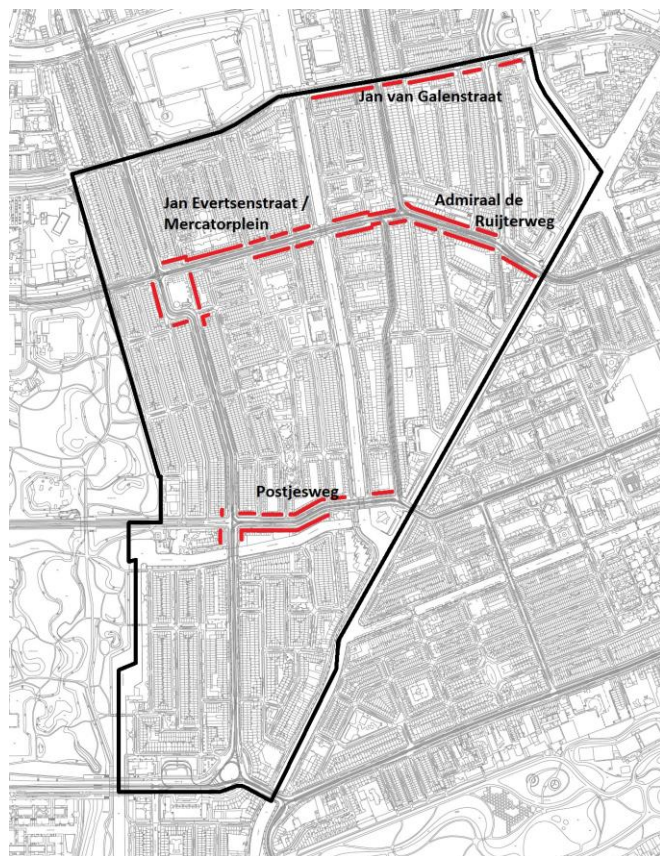 Jan van Galenstraat
Jan Evertsenstraat /
Mercatorplein
Admiraal de
Ruijterweg
Postjesweg